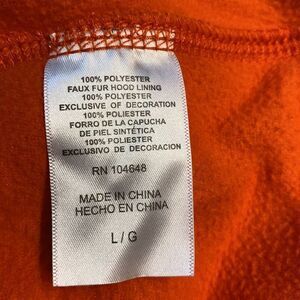 100% POLYESTER
FAUX FUR HOOD LINING
100% POLYESTER
EXCLUSIVE OF DECORATION
100% POLIESTER
FORRO DE LA CAPUCHA
DE PIEL SINTÉTICA
100% POLIESTER
EXCLUSIVO DE DECORACION
RN 104648
MADE IN CHINA
HECHO EN CHINA
L / G